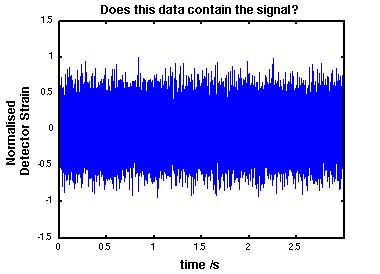 Does this data contain the signal?
1.5
1
0.5
0
-0.5
-1
-1.5
Normalised
Detector Strain
0 0.5 1 1.5 2 2.5
time /s